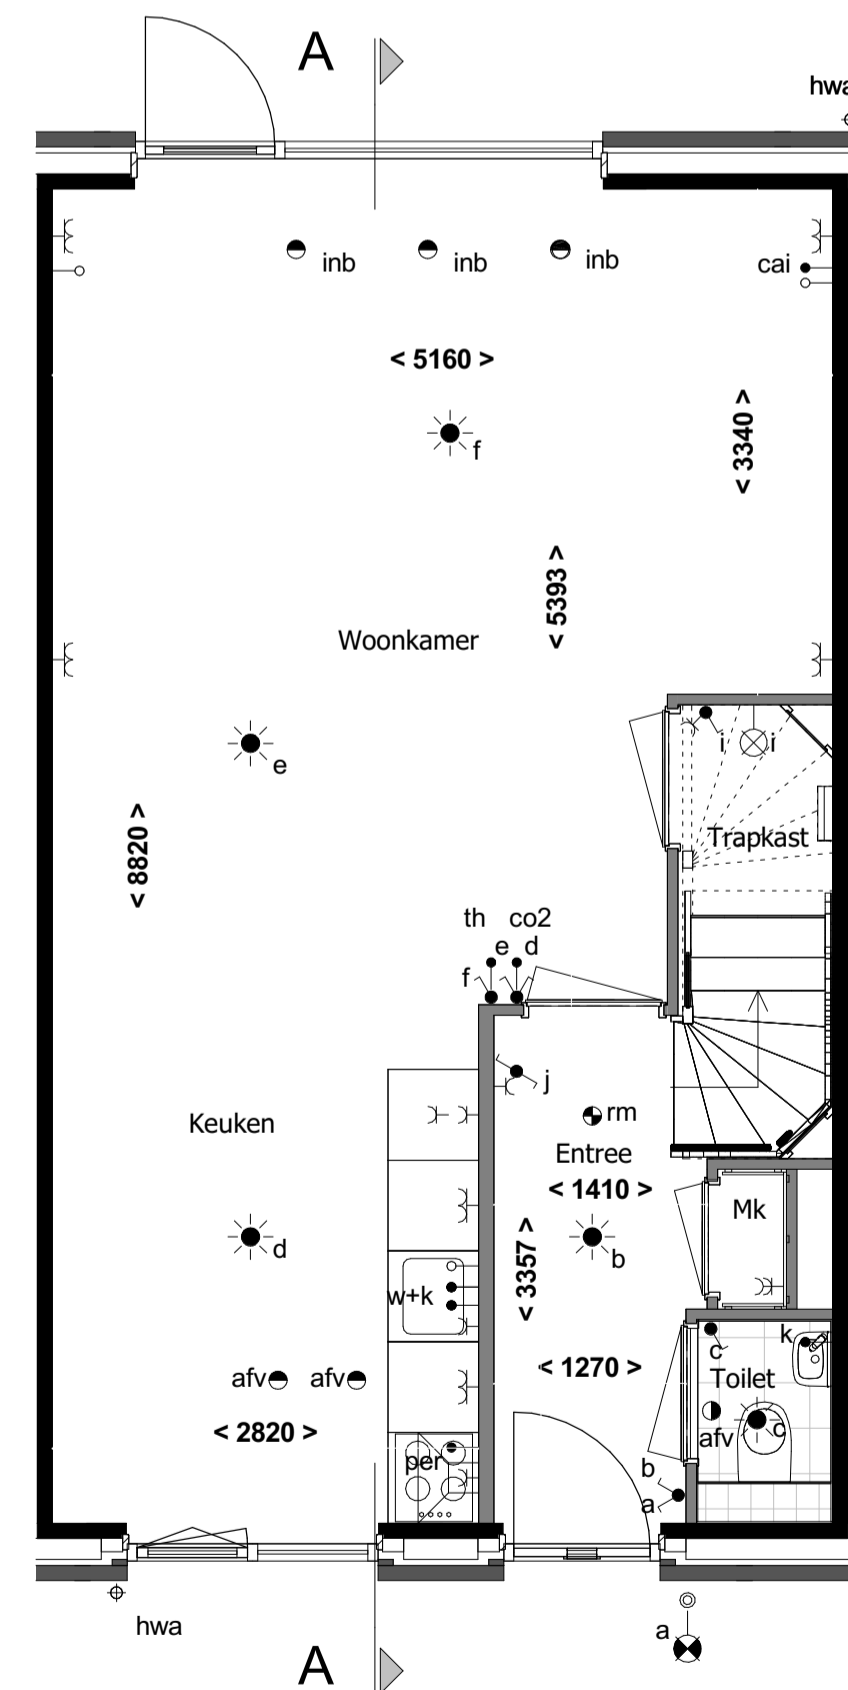 A
hwa
inb
inb
inb
cai
< 5160 >
< 3340 >
f
< 5393 >
Woonkamer
i
i
e
Trapkast
< 8820 >
th
co2
e
d
f
j
rm
Keuken
Entree
< 1410 >
Mk
d
b
< 3357 >
w+k
k
c
< 1270 >
Toilet
afv
afv
c
afv
< 2820 >
per
b
a
hwa
a
A